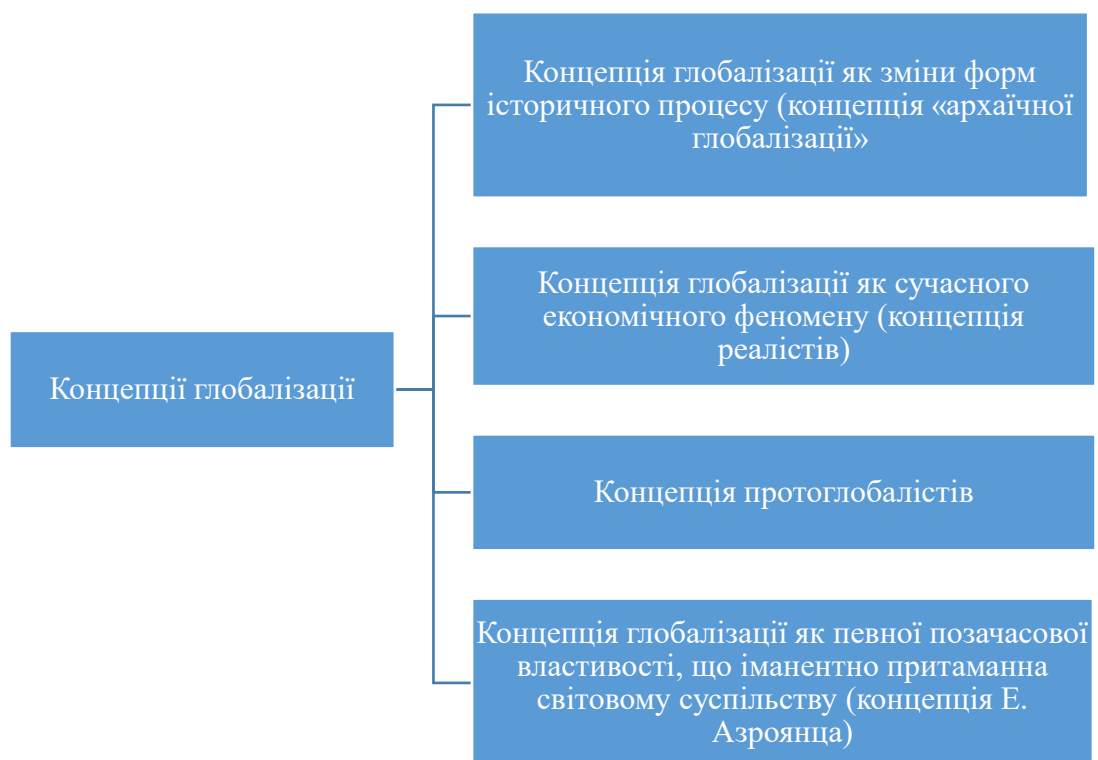 Концепції глобалізації
Концепція глобалізації як зміни форм
історичного процесу (концепція «архаїчної
глобалізації»
Концепція глобалізації як сучасного
економічного феномену (концепція
реалістів)
Концепція протоглобалістів
Концепція глобалізації як певної позачасової
властивості, що іманентно притаманна
світовому суспільству (концепція Е.
Азроянца)